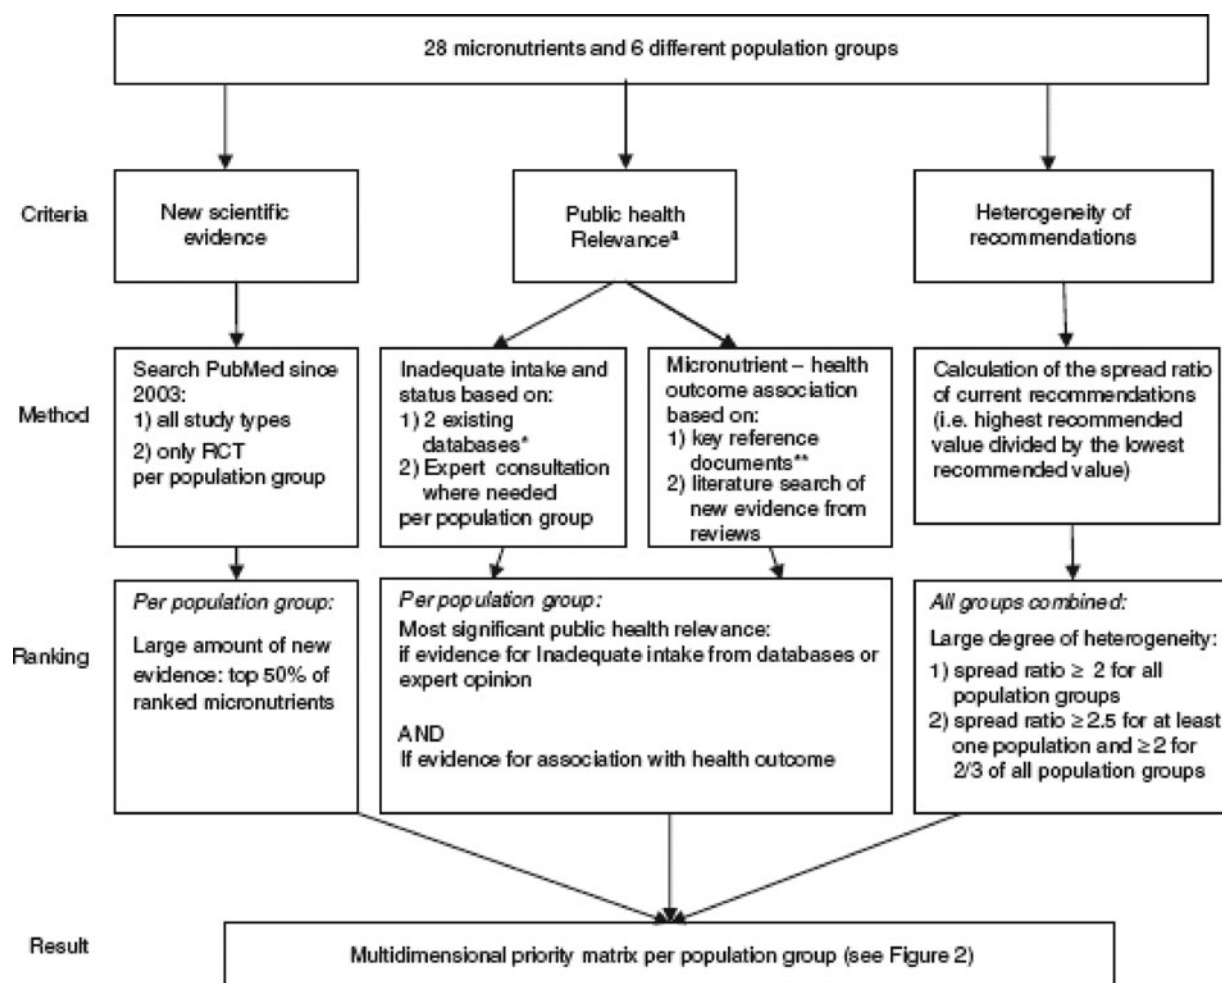 28 micronutrients and 6 different population groups
Criteria
New scientific
evidence
Public health
Relevanceª
Heterogeneity of
recommendations
Method
Search PubMed since
2003:
1) all study types
2) only RCT
per population group
Inadequate intake and
status based on:
1) 2 existing
databases*
2) Expert consultation
where needed
per population group
Micronutrient – health
outcome association
based on:
1) key reference
documents**
2) literature search of
new evidence from
reviews
Calculation of the spread ratio
of current recommendations
(i.e. highest recommended
value divided by the lowest
recommended value)
Ranking
Per population group:
Large amount of new
evidence: top 50% of
ranked micronutrients
Per population group:
Most significant public health relevance:
if evidence for Inadequate intake from databases or
expert opinion
AND
If evidence for association with health outcome
All groups combined:
Large degree of heterogeneity:
1) spread ratio ≥ 2 for all
population groups
2) spread ratio ≥ 2.5 for at least
one population and ≥ 2 for
2/3 of all population groups
Result
Multidimensional priority matrix per population group (see Figure 2)